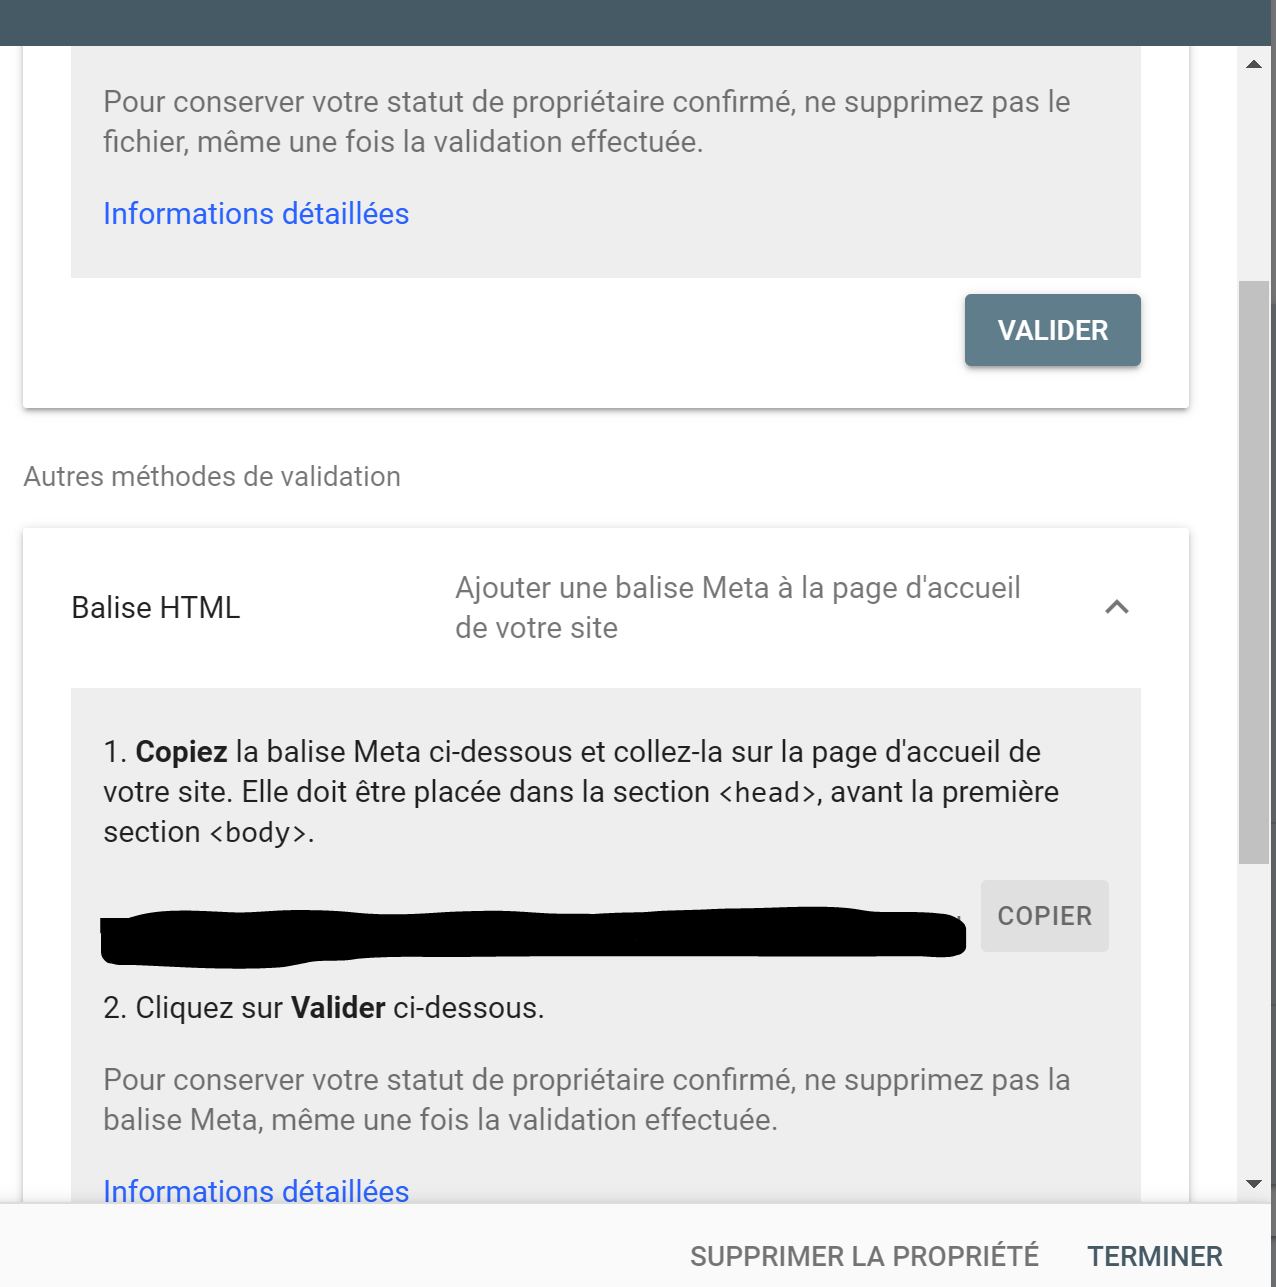 Pour conserver votre statut de propriétaire confirmé, ne supprimez pas le
fichier, même une fois la validation effectuée.
Informations détaillées
VALIDER
Autres méthodes de validation
Balise HTML
Ajouter une balise Meta à la page d'accueil
de votre site
1. Copiez la balise Meta ci-dessous et collez-la sur la page d'accueil de
votre site. Elle doit être placée dans la section <head>, avant la première
section <body>.
COPIER
2. Cliquez sur Valider ci-dessous.
Pour conserver votre statut de propriétaire confirmé, ne supprimez pas la
balise Meta, même une fois la validation effectuée.
Informations détaillées
SUPPRIMER LA PROPRIÉTÉ
TERMINER